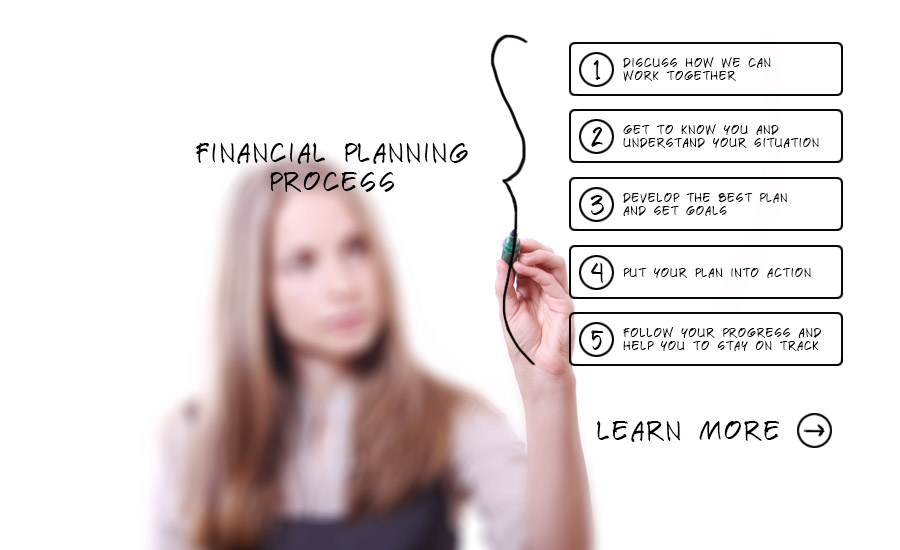 FINANCIAL PLANNING
PROCESS
1
DISCUSS HOW WE CAN
WORK TOGETHER
2
GET TO KNOW YOU AND
UNDERSTAND YOUR SITUATION
3
DEVELOP THE BEST PLAN
AND SET GOALS
4
PUT YOUR PLAN INTO ACTION
5
FOLLOW YOUR PROGRESS AND
HELP YOU TO STAY ON TRACK
LEARN MORE